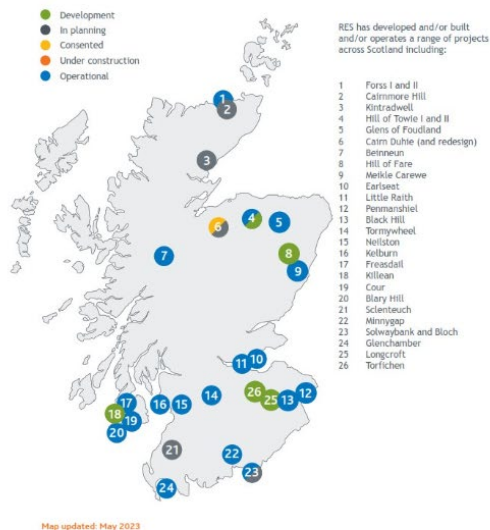 Development
In planning
Consented
Under construction
Operational
RES has developed and/or built
and/or operates a range of projects
across Scotland including:
1 Forss I and II
2 Cairnmore Hill
3 Kintradwell
4 Hill of Towie I and II
5 Glens of Foudland
6 Cairn Duhie (and redesign)
7 Beinneun
8 Hill of Fare
9 Meikle Carewe
10 Earlseat
11 Little Raith
12 Penmanshiel
13 Black Hill
14 Tormywheel
15 Neilston
16 Kelburn
17 Freasdail
18 Killean
19 Cour
20 Blary Hill
21 Sclenteuch
22 Minnygap
23 Solwaybank and Bloch
24 Glenchamber
25 Longcroft
26 Torfichen
1
2
3
4
5
6
7
8
9
11 10
26 25 13 12
14
17 16 15
18 19
20
21
22
23
24
Map updated: May 2023